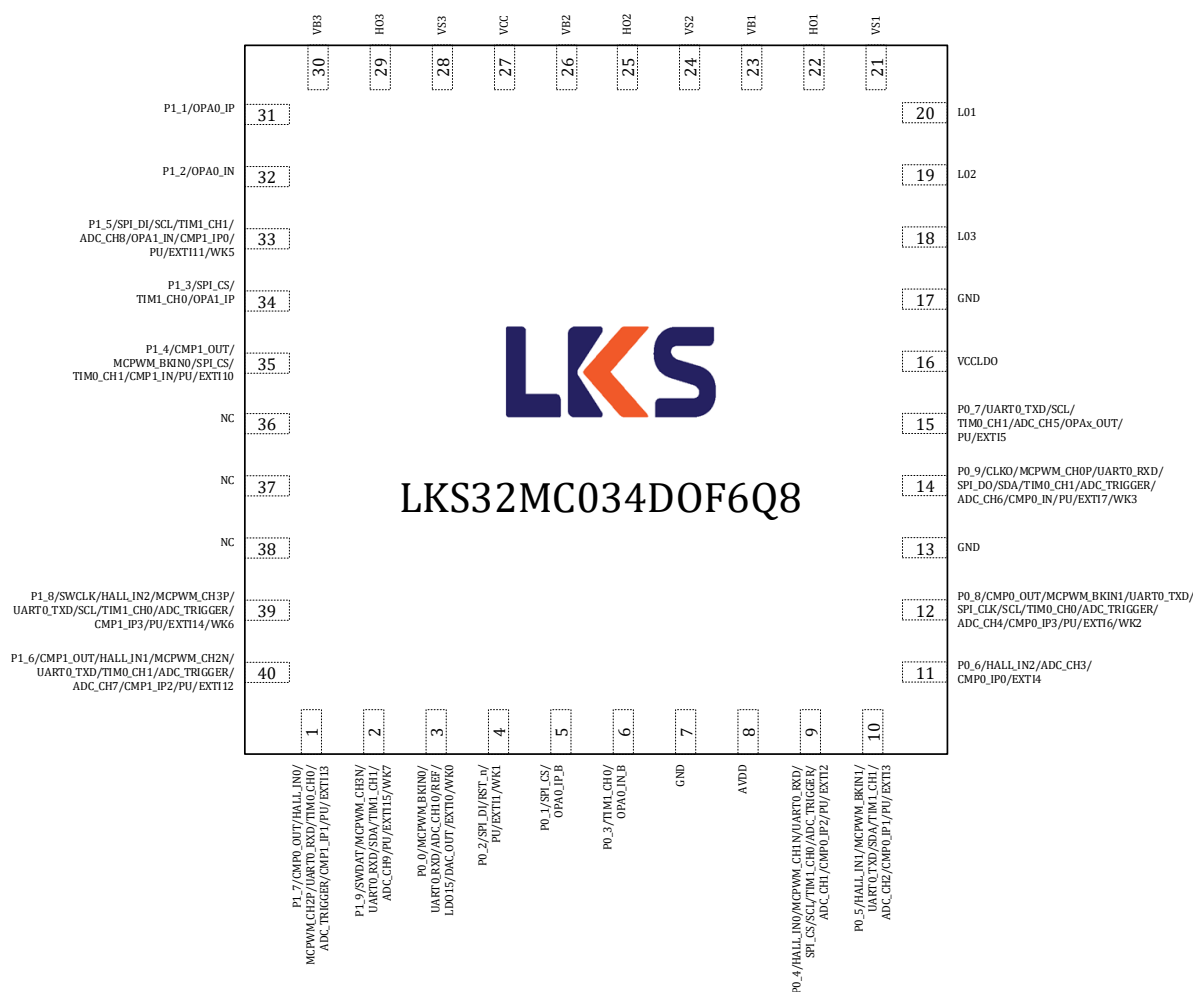 VB3
HO3
VS3
VCC
VB2
HO2
VS2
VB1
HO1
VS1
30
29
28
27
26
25
24
23
22
21
P1_1/OPA0_IP
31
P1_2/OPA0_IN
32
P1_5/SPI_DI/SCL/TIM1_CH1/
ADC_CH8/OPA1_IN/CMP1_IP0/
PU/EXTI11/WK5
33
P1_3/SPI_CS/
TIM1_CH0/OPA1_IP
34
P1_4/CMP1_OUT/
MCPWM_BKIN0/SPI_CS/
TIM0_CH1/CMP1_IN/PU/EXTI10
35
NC
36
NC
37
NC
38
P1_8/SWCLK/HALL_IN2/MCPWM_CH3P/
UART0_TXD/SCL/TIM1_CH0/ADC_TRIGGER/
CMP1_IP3/PU/EXTI14/WK6
39
P1_6/CMP1_OUT/HALL_IN1/MCPWM_CH2N/
UART0_TXD/TIM0_CH1/ADC_TRIGGER/
ADC_CH7/CMP1_IP2/PU/EXTI12
40
LKS
LKS32MC034DOF6Q8
20
LO1
19
LO2
18
LO3
17
GND
16
VCCLDO
15
P0_7/UART0_TXD/SCL/
TIM0_CH1/ADC_CH5/OPAx_OUT/
PU/EXTI5
14
P0_9/CLKO/MCPWM_CH0P/UART0_RXD/
SPI_DO/SDA/TIM0_CH1/ADC_TRIGGER/
ADC_CH6/CMP0_IN/PU/EXTI7/WK3
13
GND
12
P0_8/CMP0_OUT/MCPWM_BKIN1/UART0_TXD/
SPI_CLK/SCL/TIM0_CH0/ADC_TRIGGER/
ADC_CH4/CMP0_IP3/PU/EXTI6/WK2
11
P0_6/HALL_IN2/ADC_CH3/
CMP0_IP0/EXTI4
1
2
3
4
5
6
7
8
9
10
P1_7/CMP0_OUT/HALL_IN0/
MCPWM_CH2P/UART0_RXD/TIM0_CH0/
ADC_TRIGGER/CMP1_IP1/PU/EXTI13
P1_9/SWDAT/MCPWM_CH3N/
UART0_RXD/SDA/TIM1_CH1/
ADC_CH9/PU/EXTI15/WK7
P0_0/MCPWM_BKIN0/
UART0_RXD/ADC_CH10/REF/
LDO15/DAC_OUT/EXTI0/WK0
P0_2/SPI_DI/RST_n/
PU/EXTI1/WK1
P0_1/SPI_CS/
OPA0_IP_B
P0_3/TIM1_CH0/
OPA0_IN_B
GND
AVDD
P0_4/HALL_IN0/MCPWM_CH1N/UART0_RXD/
SPI_CS/SCL/TIM1_CH0/ADC_TRIGGER/
ADC_CH1/CMP0_IP2/PU/EXTI2
P0_5/HALL_IN1/MCPWM_BKIN1/
UART0_TXD/SDA/TIM1_CH1/
ADC_CH2/CMP0_IP1/PU/EXTI3